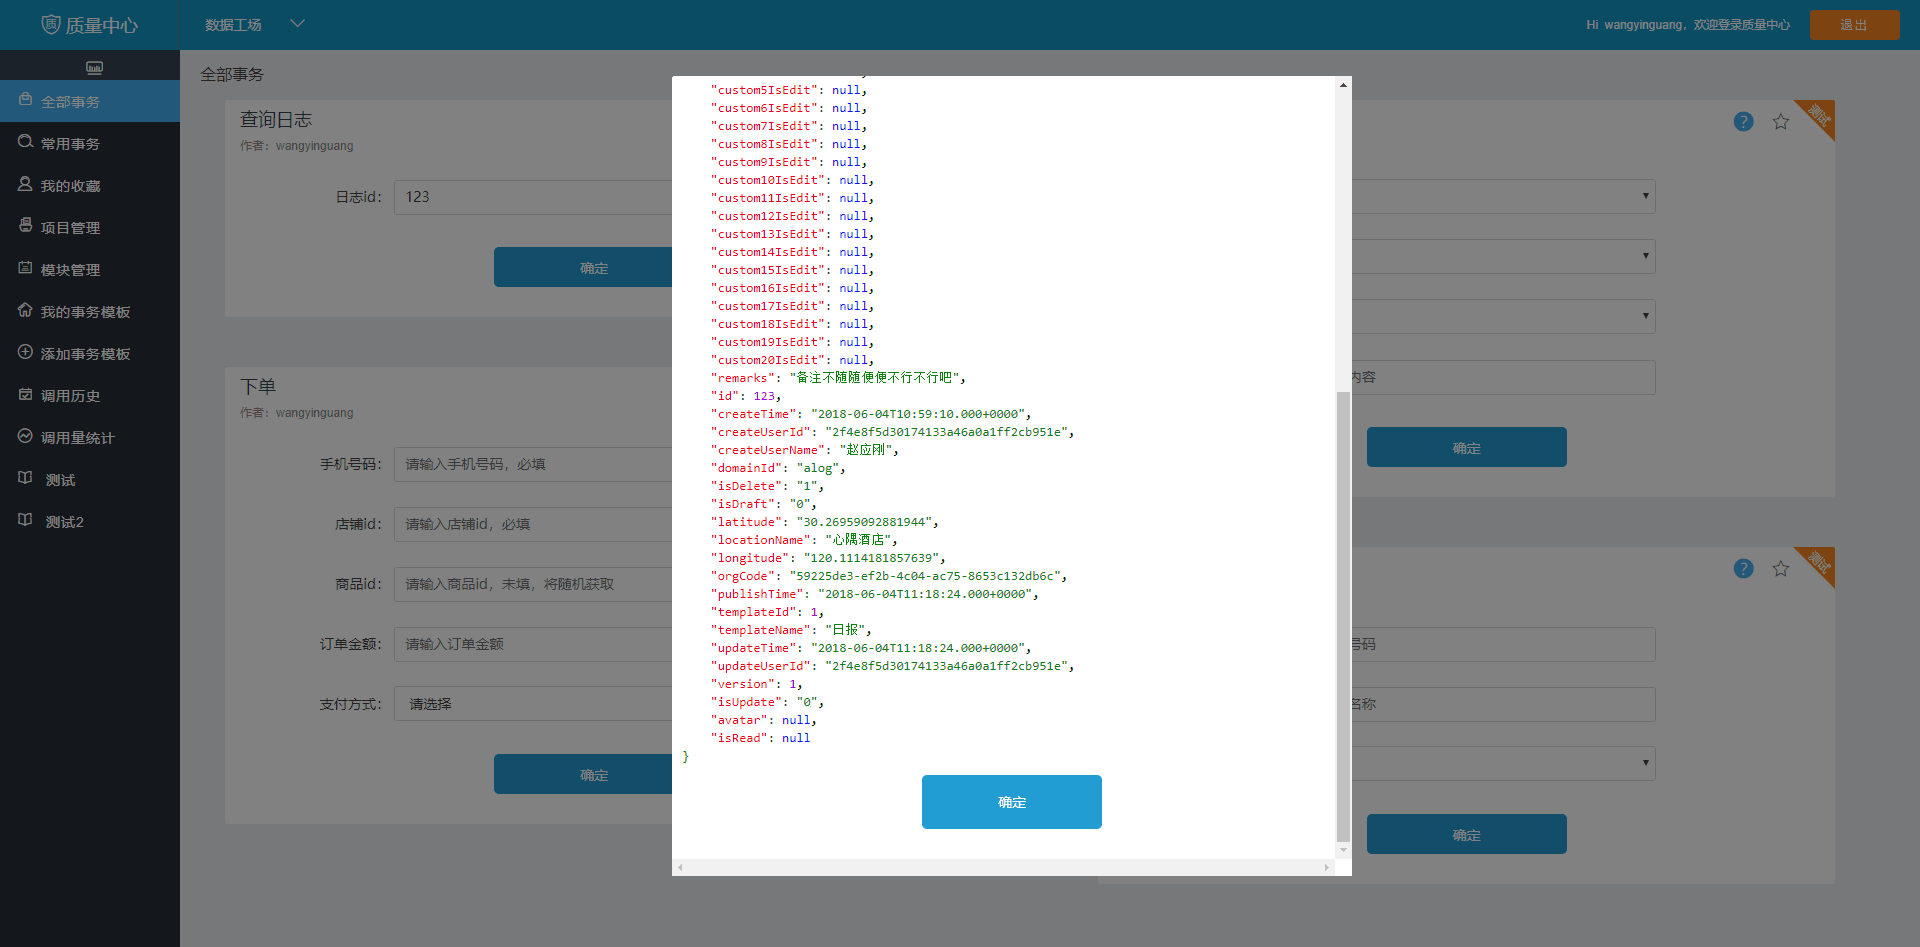 质量中心
数据工场
Hi wangyinguang，欢迎登录质量中心
退出
全部事务
常用事务
我的收藏
项目管理
模块管理
我的事务模板
添加事务模板
调用历史
调用量统计
测试
测试2
全部事务
查询日志
作者：wangyinguang
日志id：
123
确定
下单
作者：wangyinguang
手机号码：
请输入手机号码，必填
店铺id：
请输入店铺id，必填
商品id：
请输入商品id，未填，将随机获取
订单金额：
请输入订单金额
支付方式：
请选择
确定
"custom5IsEdit": null,
"custom6IsEdit": null,
"custom7IsEdit": null,
"custom8IsEdit": null,
"custom9IsEdit": null,
"custom10IsEdit": null,
"custom11IsEdit": null,
"custom12IsEdit": null,
"custom13IsEdit": null,
"custom14IsEdit": null,
"custom15IsEdit": null,
"custom16IsEdit": null,
"custom17IsEdit": null,
"custom18IsEdit": null,
"custom19IsEdit": null,
"custom20IsEdit": null,
"remarks": "备注不随随便便不行不行吧",
"id": 123,
"createTime": "2018-06-04T10:59:10.000+0000",
"createUserId": "2f4e8f5d30174133a46a0a1ff2cb951e",
"createUserName": "赵应刚",
"domainId": "alog",
"isDelete": "1",
"isDraft": "0",
"latitude": "30.26959092881944",
"locationName": "心隅酒店",
"longitude": "120.1114181857639",
"orgCode": "59225de3-ef2b-4c04-ac75-8653c132db6c",
"publishTime": "2018-06-04T11:18:24.000+0000",
"templateId": 1,
"templateName": "日报",
"updateTime": "2018-06-04T11:18:24.000+0000",
"updateUserId": "2f4e8f5d30174133a46a0a1ff2cb951e",
"version": 1,
"isUpdate": "0",
"avatar": null,
"isRead": null
}
确定
测试
内容
确定
测试
号码
名称
确定